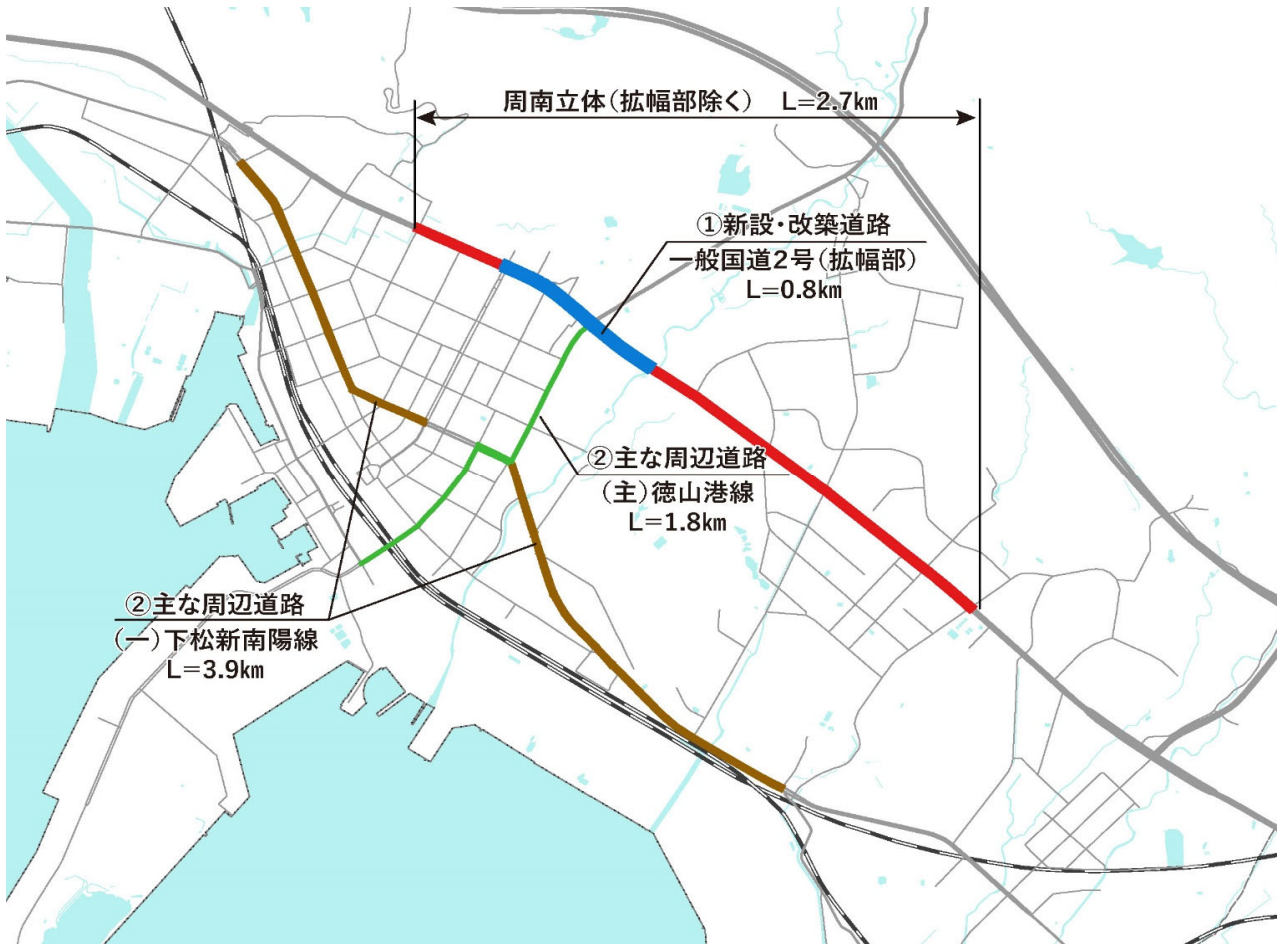 周南立体(拡幅部除く) L=2.7km
①新設・改築道路
一般国道2号(拡幅部)
L=0.8km
②主な周辺道路
(主)徳山港線
L=1.8km
②主な周辺道路
(一)下松新南陽線
L=3.9km